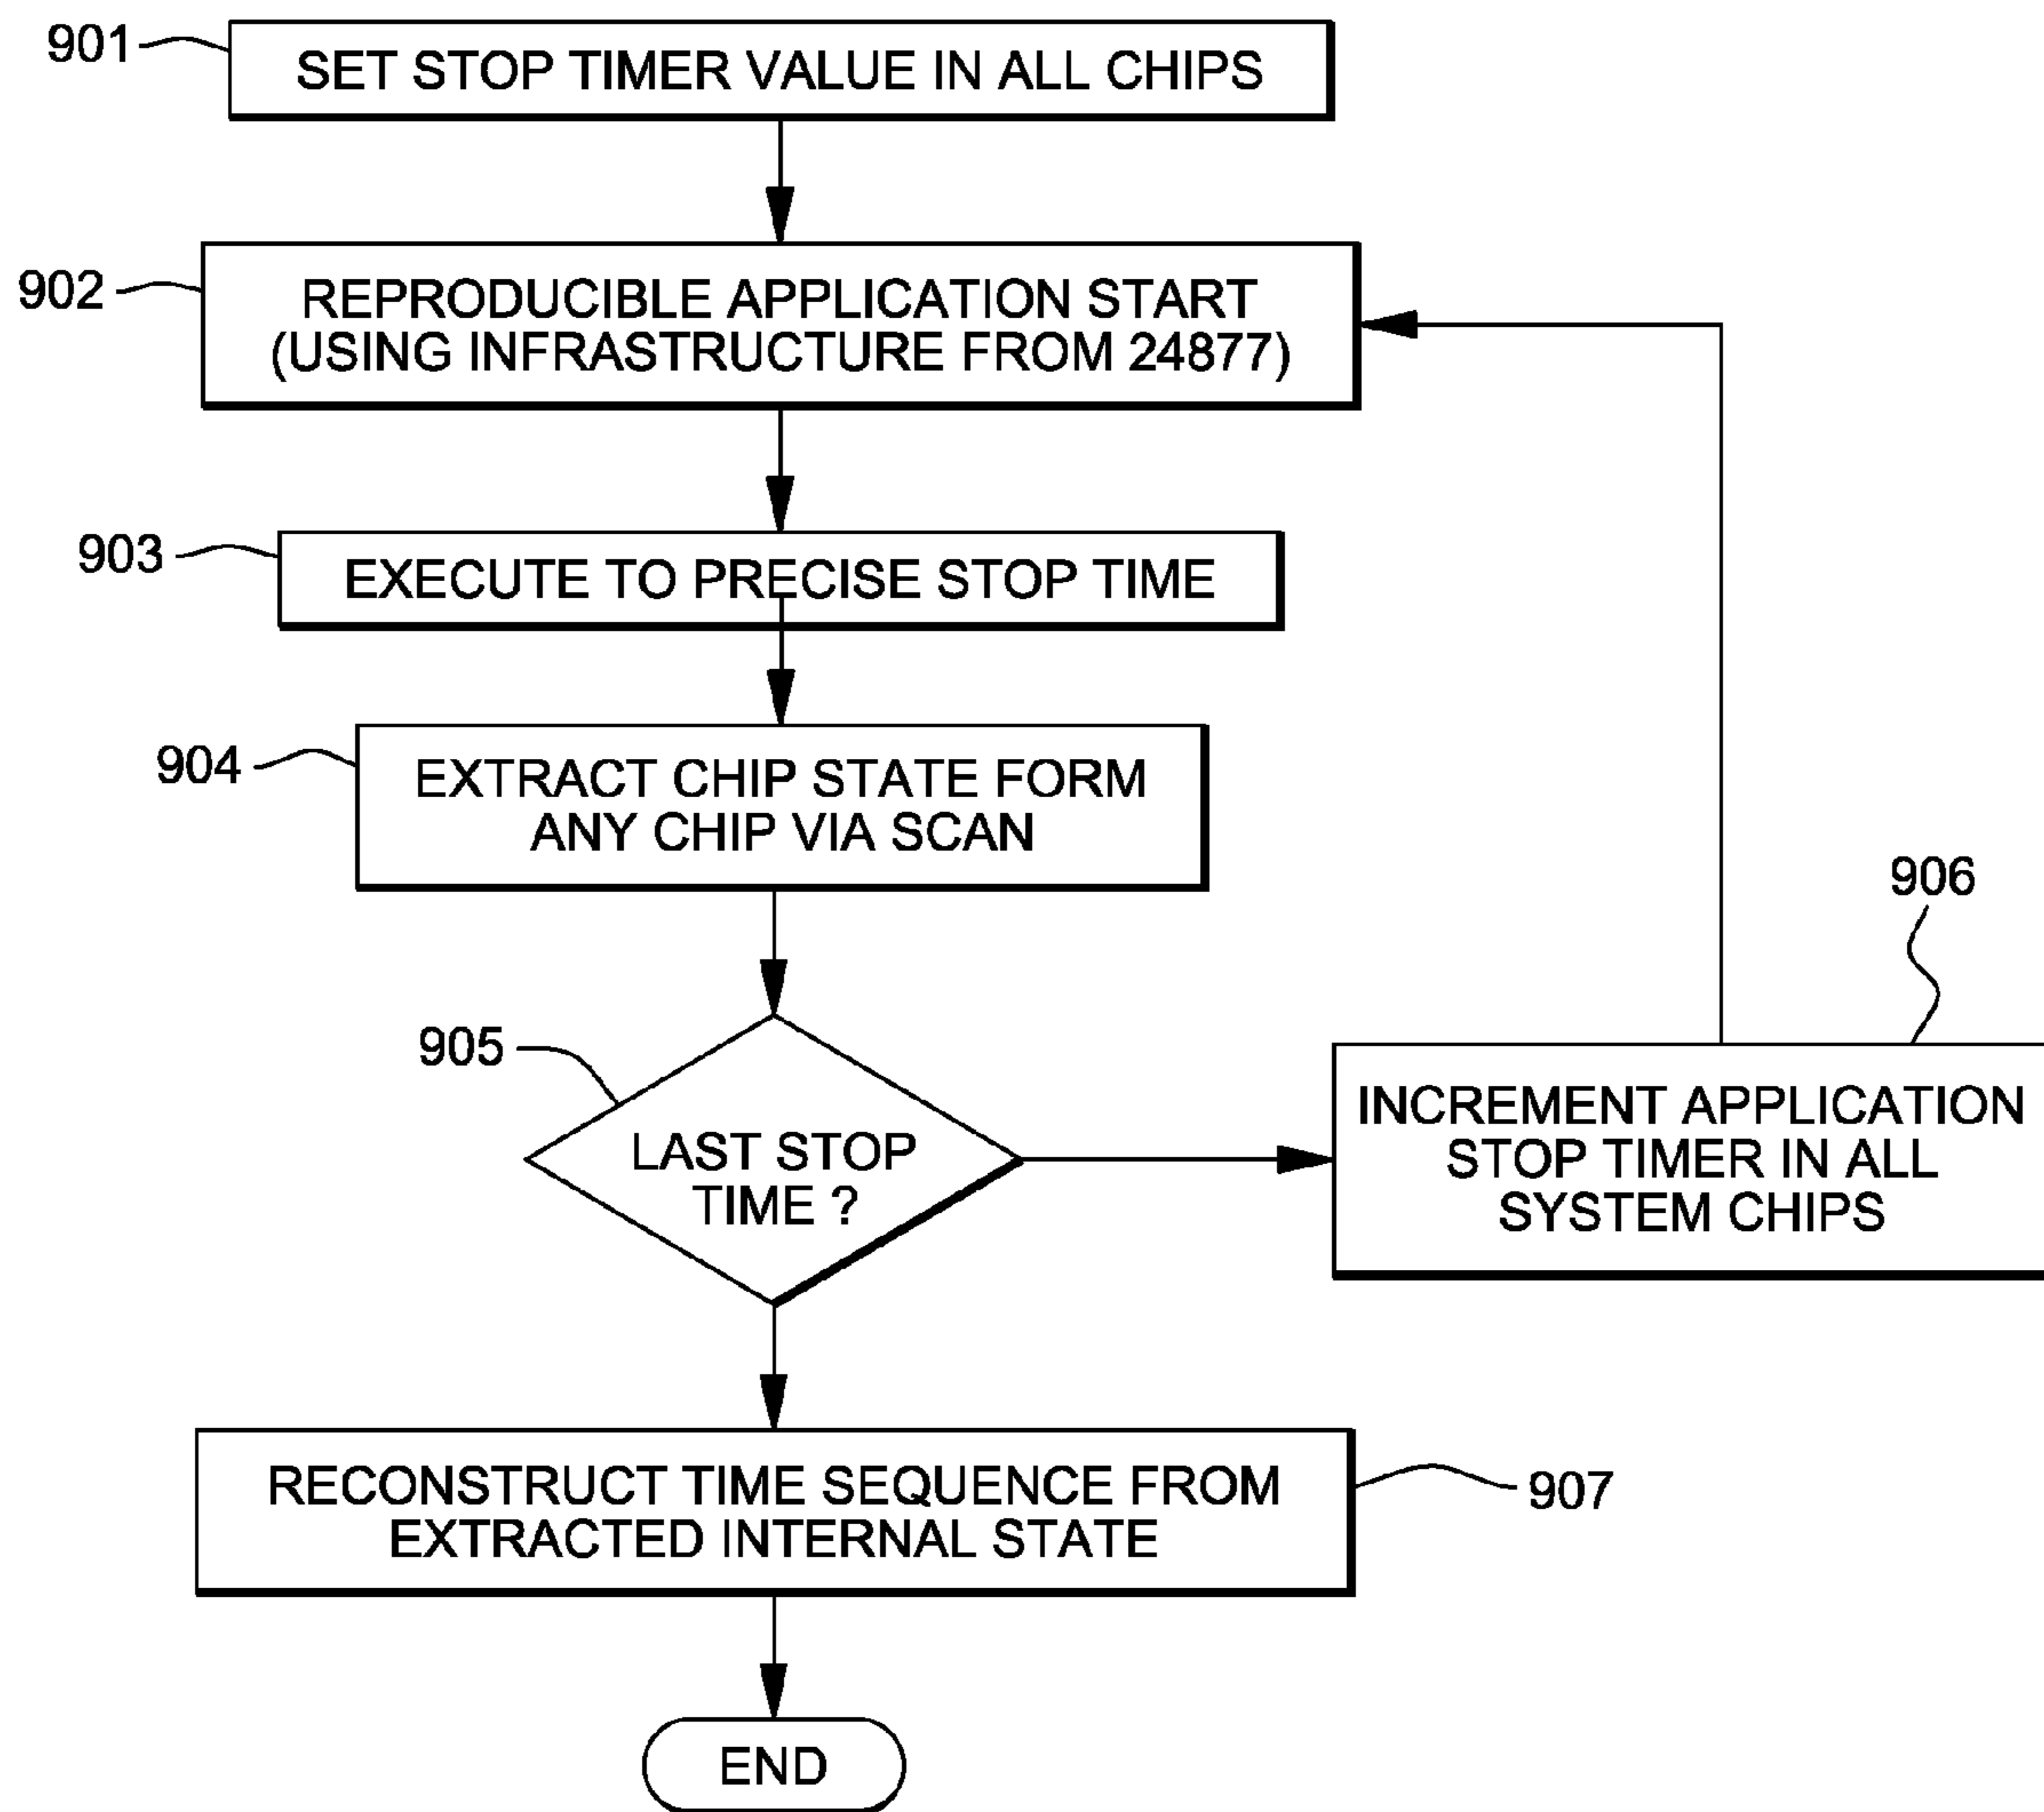 901
SET STOP TIMER VALUE IN ALL CHIPS
902
REPRODUCIBLE APPLICATION START
(USING INFRASTRUCTURE FROM 24877)
903
EXECUTE TO PRECISE STOP TIME
904
EXTRACT CHIP STATE FORM
ANY CHIP VIA SCAN
905
LAST STOP
TIME ?
906
INCREMENT APPLICATION
STOP TIMER IN ALL
SYSTEM CHIPS
RECONSTRUCT TIME SEQUENCE FROM
EXTRACTED INTERNAL STATE
907
END